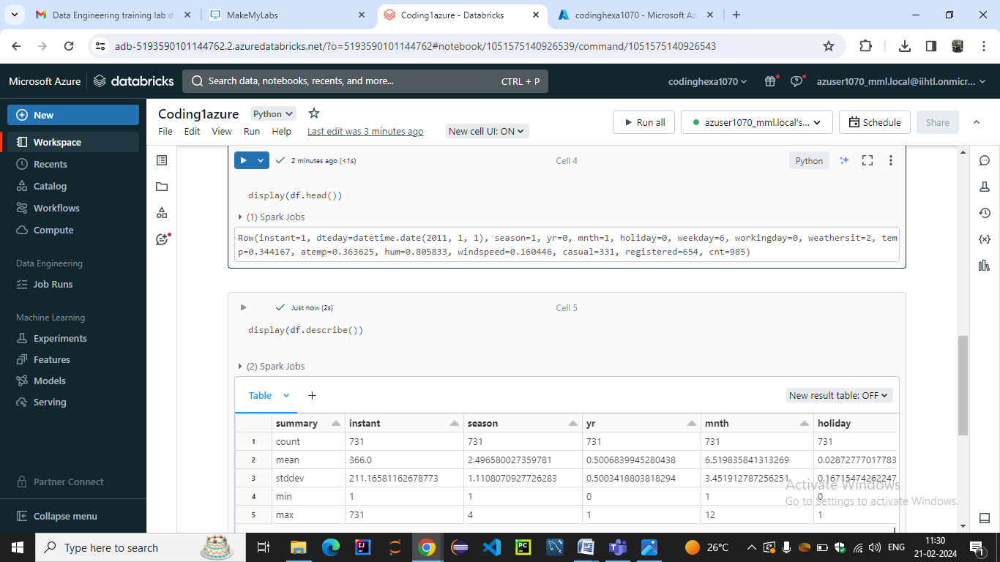 Data Engineering training lab d
MakeMyLabs
Coding1azure - Databricks
codinghexa1070 - Microsoft Az
adb-5193590101144762.2.azuredatabricks.net/?o=5193590101144762#notebook/1051575140926539/command/1051575140926543
Microsoft Azure
databricks
Search data, notebooks, recents, and more...
CTRL + P
codinghexa1070
azuser1070_mml.local@iihtl.onmicr...
New
Workspace
Recents
Catalog
Workflows
Compute
Data Engineering
Job Runs
Machine Learning
Experiments
Features
Models
Serving
Partner Connect
Collapse menu
Coding1azure
Python
File Edit View Run Help Last edit was 3 minutes ago New cell UI: ON
Run all
azuser1070_mml.local's...
Schedule
Share
2 minutes ago (<1s)
Cell 4
Python
display(df.head())
(1) Spark Jobs
Row(instant=1, dteday=datetime.date(2011, 1, 1), season=1, yr=0, mnth=1, holiday=0, weekday=6, workingday=0, weathersit=2, tem
p=0.344167, atemp=0.363625, hum=0.805833, windspeed=0.160446, casual=331, registered=654, cnt=985)
Just now (2s)
Cell 5
display(df.describe())
(2) Spark Jobs
Table
+
New result table: OFF
summary instant season yr mnth holiday
1 count 731 731 731 731 731
2 mean 366.0 2.496580027359781 0.5006839945280438 6.519835841313269 0.02872777017783
3 stddev 211.16581162678773 1.1108070927726283 0.5003418803818294 3.451912787256251 0.16715474262247
4 min 1 1 0 1 0
5 max 731 4 1 12 1
Activate Windows
Go to Settings to activate Windows.
Type here to search
26°C
ENG
11:30
21-02-2024
1